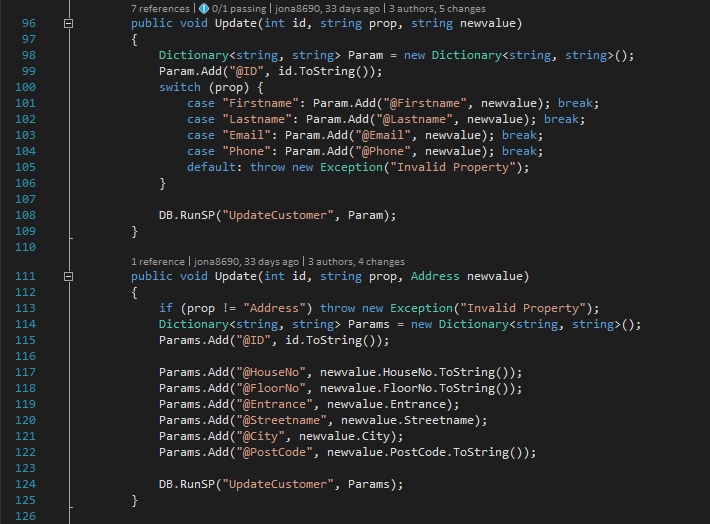 7 references | 0/1 passing | jona8690, 33 days ago | 3 authors, 5 changes
96 public void Update(int id, string prop, string newvalue)
97 {
98 Dictionary<string, string> Param = new Dictionary<string, string>();
99 Param.Add("@ID", id.ToString());
100 switch (prop) {
101 case "Firstname": Param.Add("@Firstname", newvalue); break;
102 case "Lastname": Param.Add("@Lastname", newvalue); break;
103 case "Email": Param.Add("@Email", newvalue); break;
104 case "Phone": Param.Add("@Phone", newvalue); break;
105 default: throw new Exception("Invalid Property");
106 }
107
108 DB.RunSP("UpdateCustomer", Param);
109 }
110
1 reference | jona8690, 33 days ago | 3 authors, 4 changes
111 public void Update(int id, string prop, Address newvalue)
112 {
113 if (prop != "Address") throw new Exception("Invalid Property");
114 Dictionary<string, string> Params = new Dictionary<string, string>();
115 Params.Add("@ID", id.ToString());
116
117 Params.Add("@HouseNo", newvalue.HouseNo.ToString());
118 Params.Add("@FloorNo", newvalue.FloorNo.ToString());
119 Params.Add("@Entrance", newvalue.Entrance);
120 Params.Add("@Streetname", newvalue.Streetname);
121 Params.Add("@City", newvalue.City);
122 Params.Add("@PostCode", newvalue.PostCode.ToString());
123
124 DB.RunSP("UpdateCustomer", Params);
125 }
126